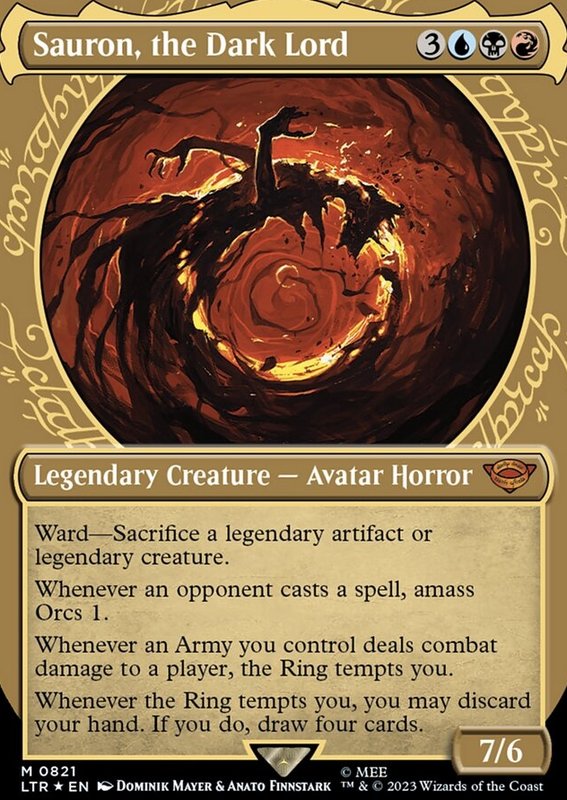 Sauron, the Dark Lord 3
Legendary Creature — Avatar Horror
Ward—Sacrifice a legendary artifact or
legendary creature.
Whenever an opponent casts a spell, amass
Orcs 1.
Whenever an Army you control deals combat
damage to a player, the Ring tempts you.
Whenever the Ring tempts you, you may discard
your hand. If you do, draw four cards.
7/6
M 0821
LTR ★ EN Dominik Mayer & Anato Finnstark
© MEE
™ & © 2023 Wizards of the Coast